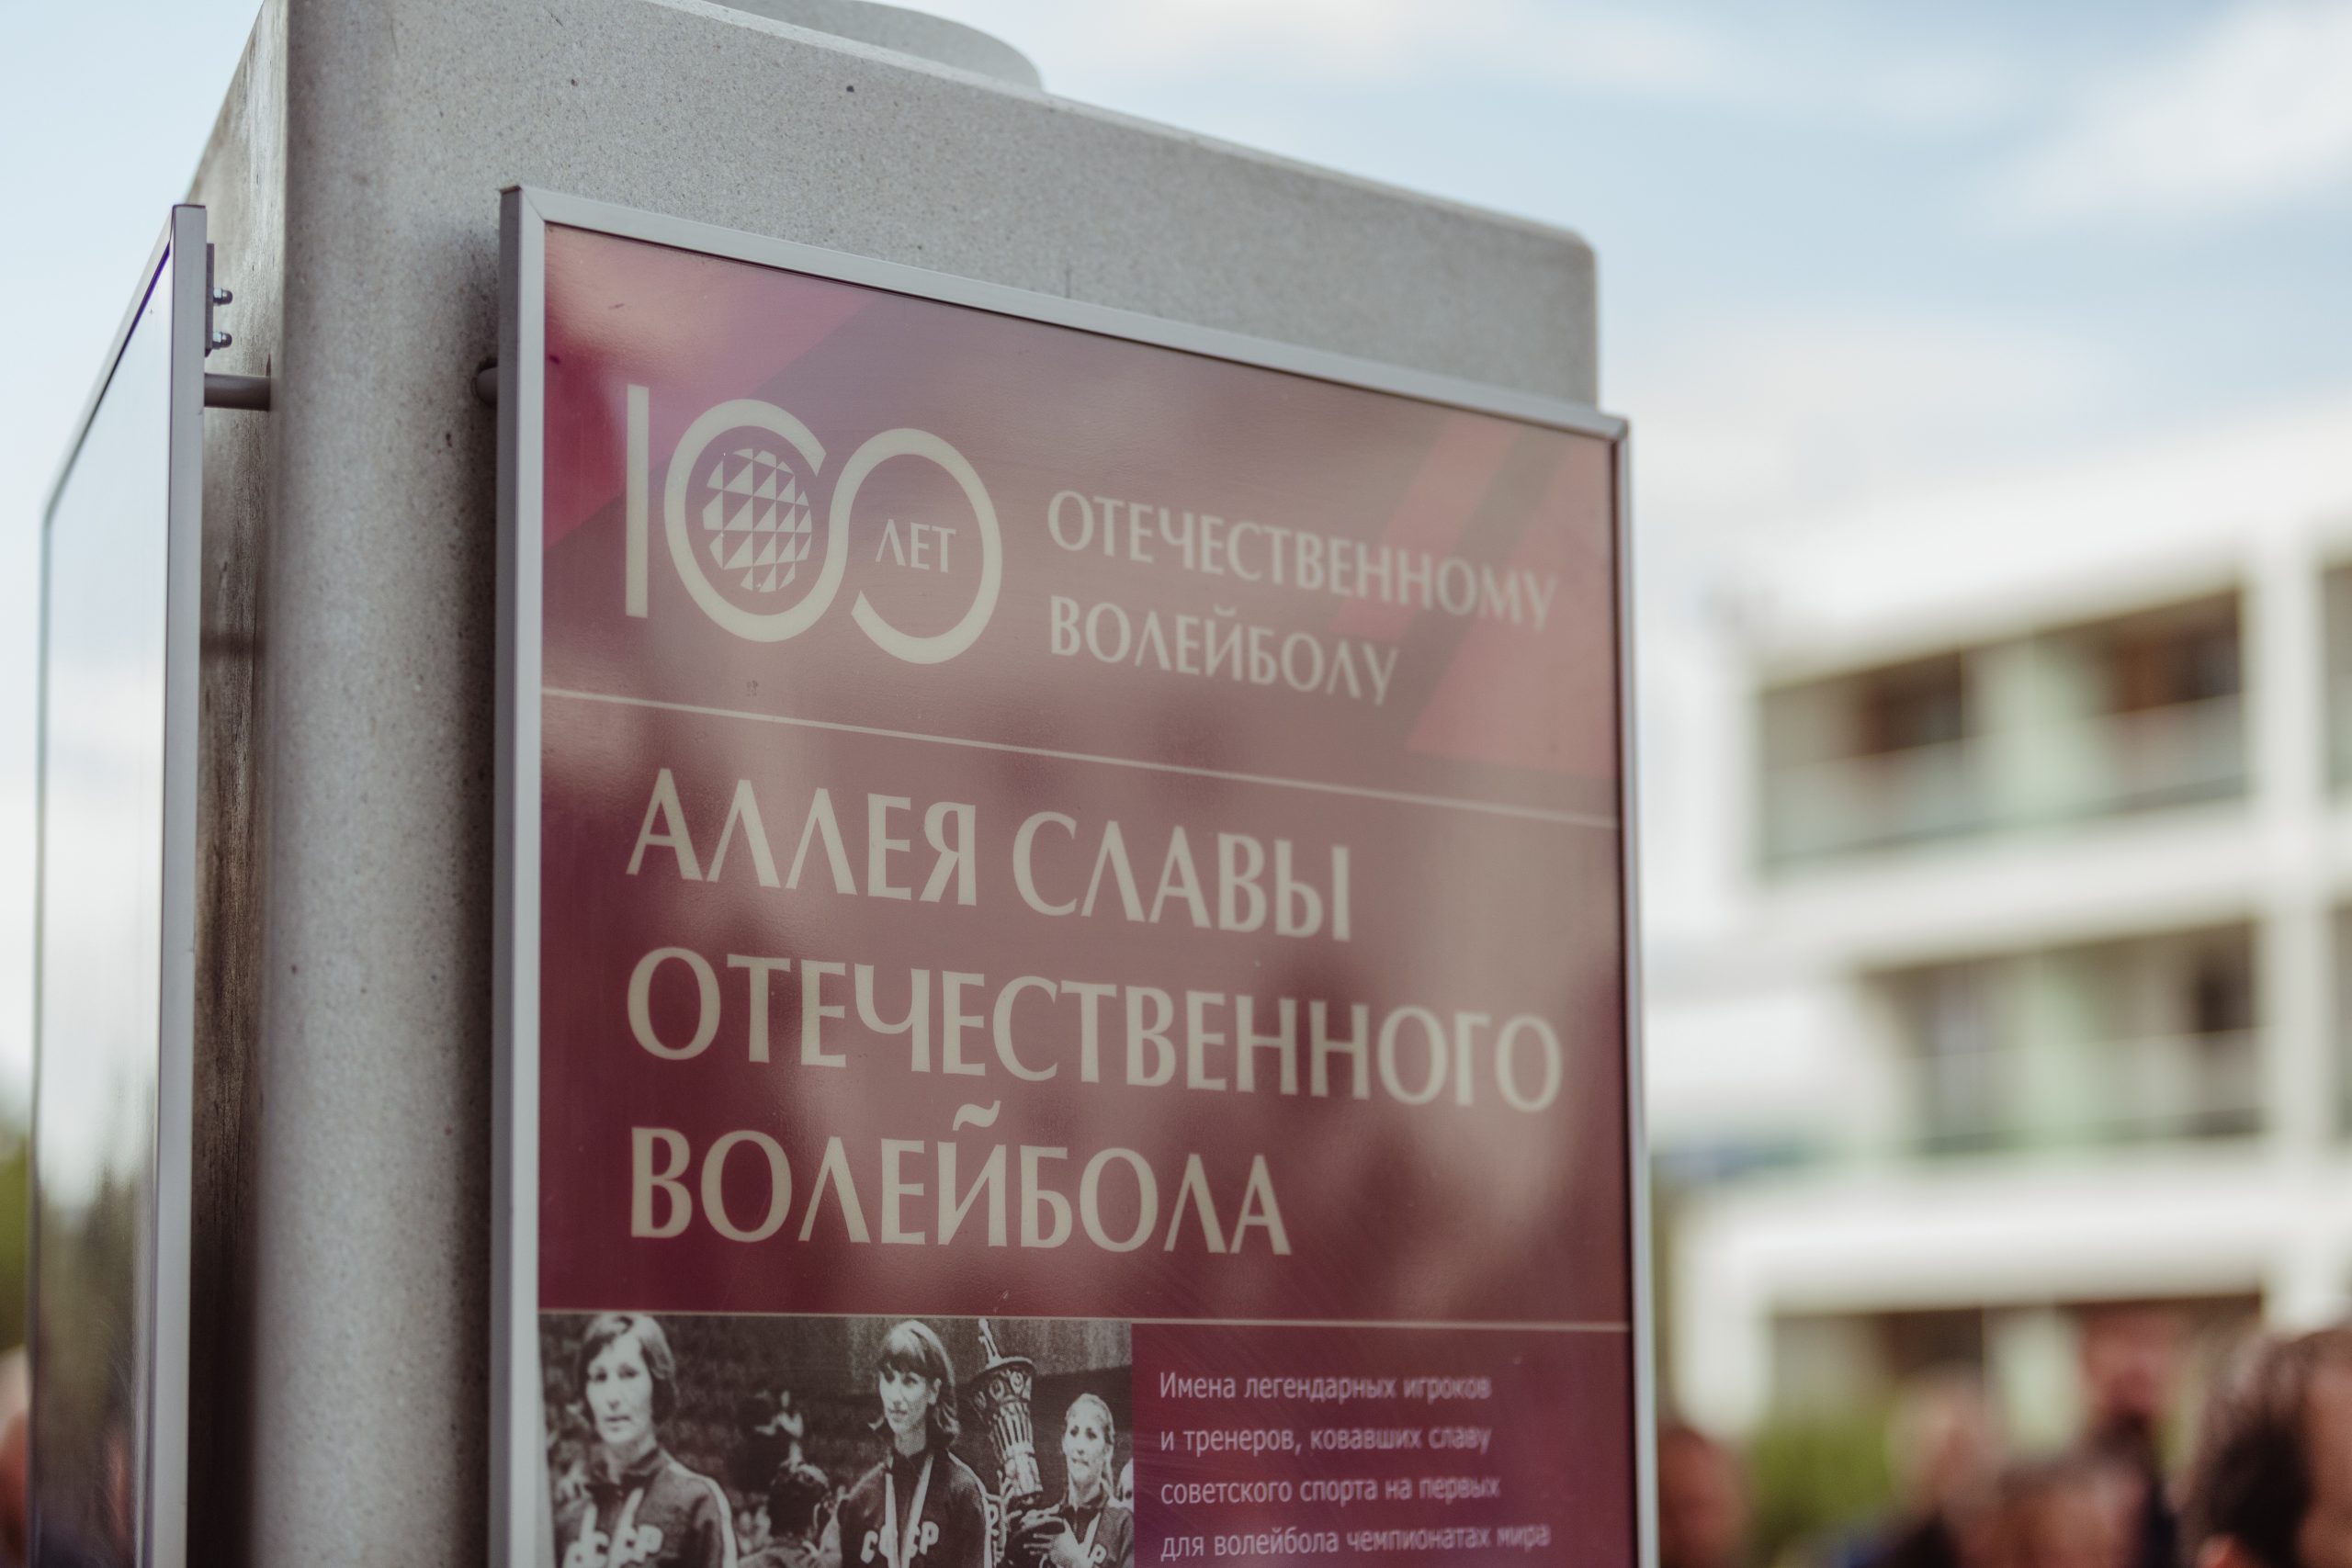 100 ЛЕТ
ОТЕЧЕСТВЕННОМУ
ВОЛЕЙБОЛУ
АЛЛЕЯ СЛАВЫ
ОТЕЧЕСТВЕННОГО
ВОЛЕЙБОЛА
Имена легендарных игроков
и тренеров, ковавших славу
советского спорта на первых
для волейбола чемпионатах мира
СССР
СССР